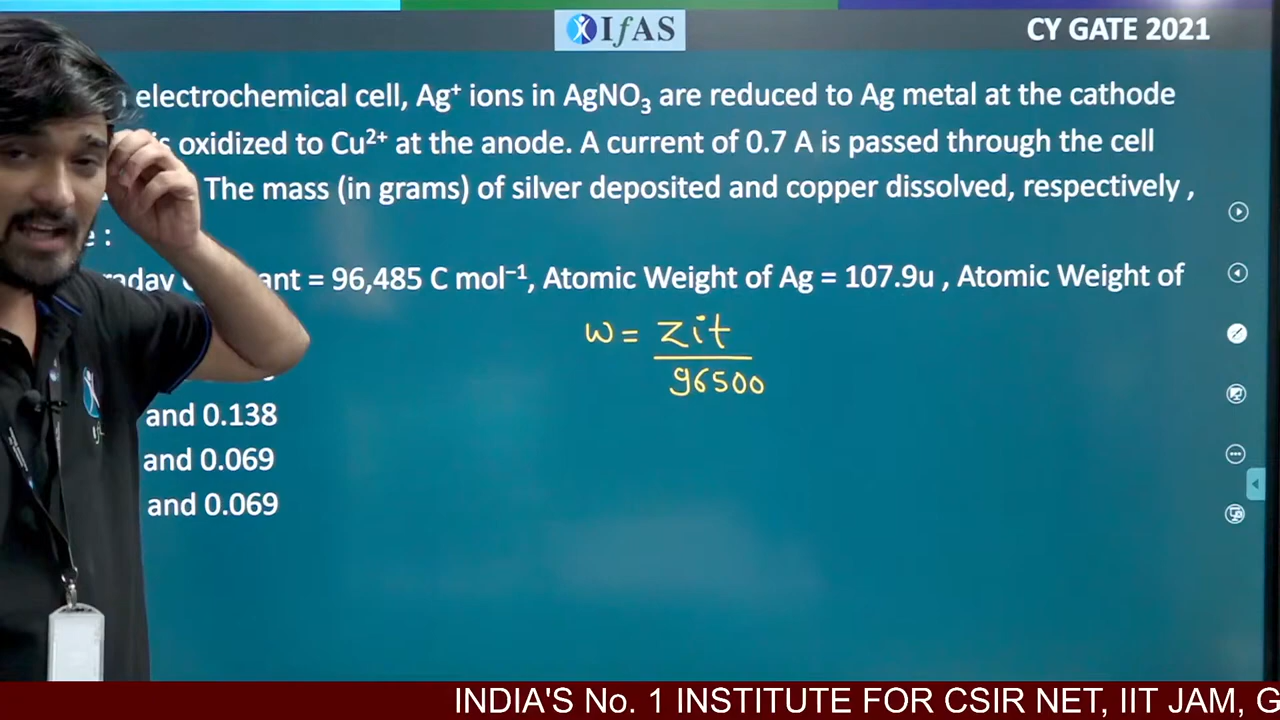 IfAS
CY GATE 2021
electrochemical cell, Ag⁺ ions in AgNO₃ are reduced to Ag metal at the cathode
oxidized to Cu²⁺ at the anode. A current of 0.7 A is passed through the cell
The mass (in grams) of silver deposited and copper dissolved, respectively ,
:
= 96,485 C mol⁻¹, Atomic Weight of Ag = 107.9u , Atomic Weight of
w = zit
96500
and 0.138
and 0.069
and 0.069
INDIA'S No. 1 INSTITUTE FOR CSIR NET, IIT JAM, G